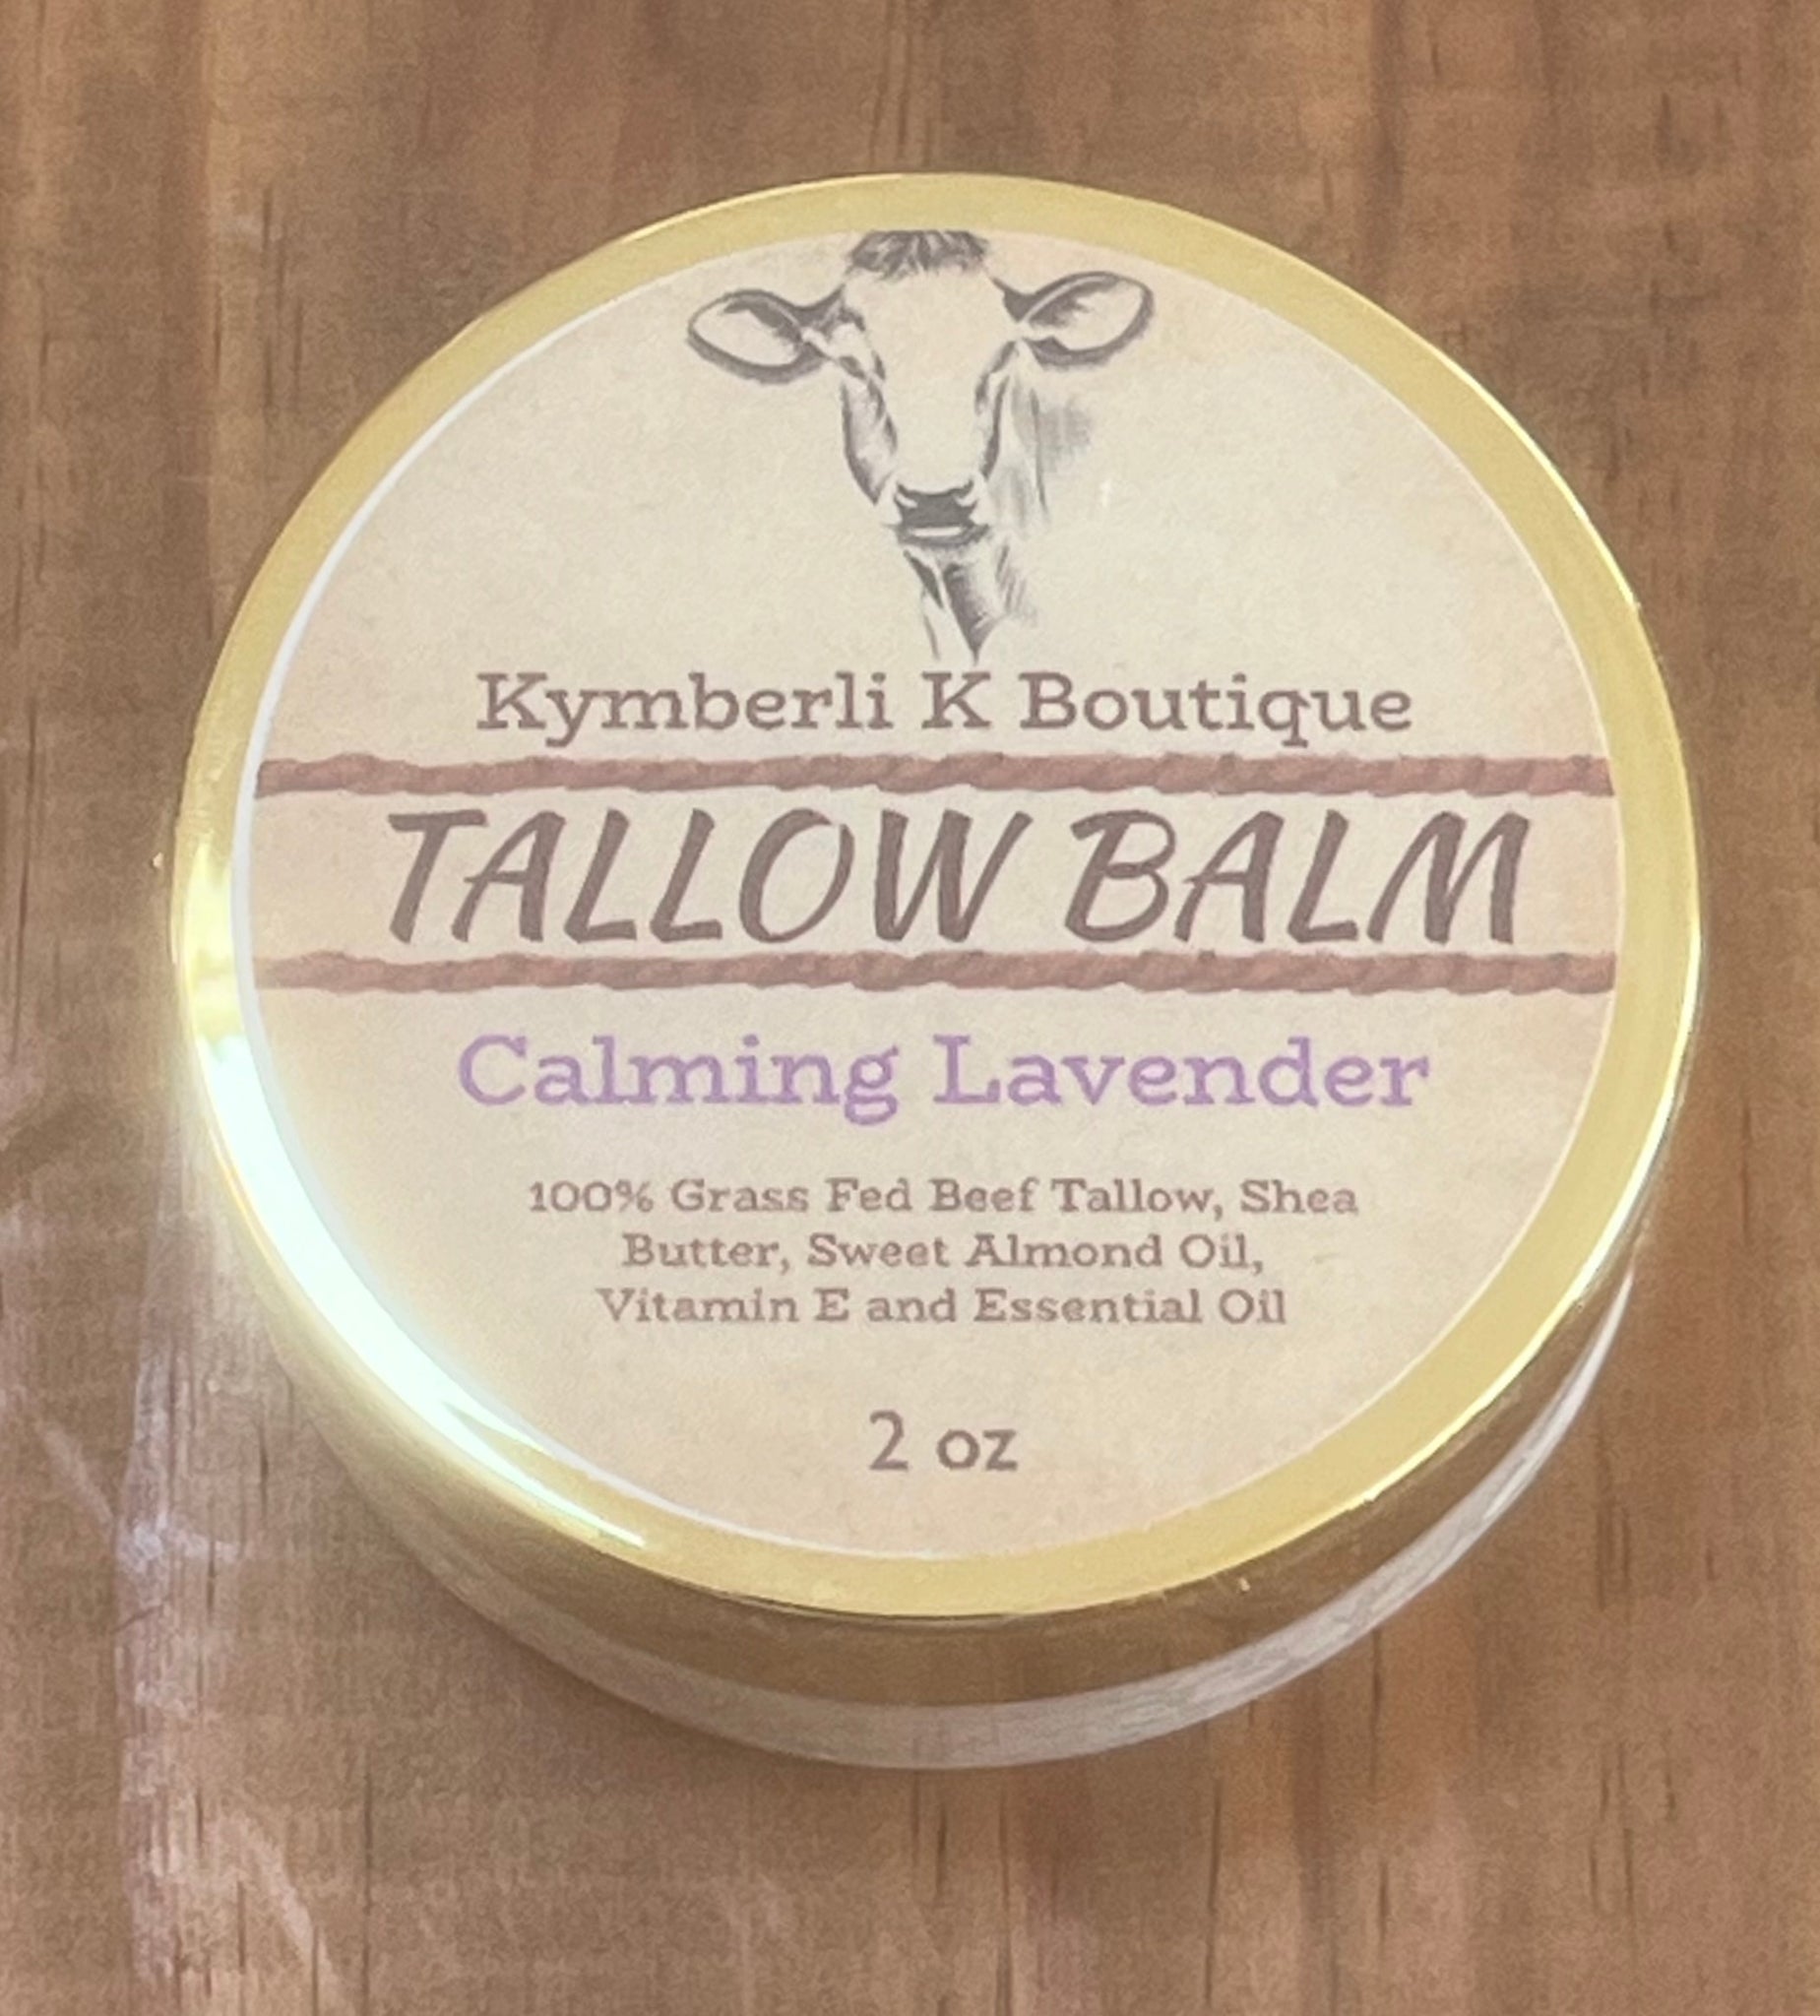 Kymberli K Boutique
TALLOW BALM
Calming Lavender
100% Grass Fed Beef Tallow, Shea
Butter, Sweet Almond Oil,
Vitamin E and Essential Oil
2 oz